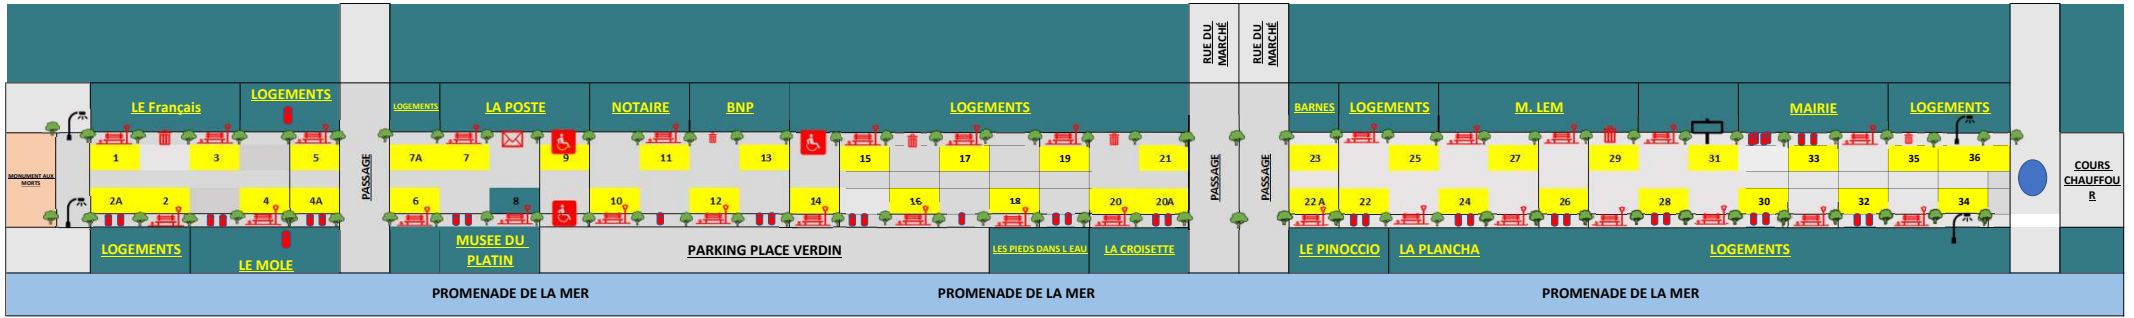 RUE DU
MARCHÉ
RUE DU
MARCHÉ
LE Français
LOGEMENTS
LOGEMENTS
LA POSTE
NOTAIRE
BNP
LOGEMENTS
BARNES
LOGEMENTS
M. LEM
MAIRIE
LOGEMENTS
1
3
5
7A
7
9
11
13
15
17
19
21
23
25
27
29
31
33
35
36
MONUMENT AUX
MORTS
PASSAGE
PASSAGE
PASSAGE
COURS
CHAUFFOU
R
2A
2
4
4A
6
8
10
12
14
16
18
20
20A
22 A
22
24
26
28
30
32
34
LOGEMENTS
LE MOLE
MUSEE DU
PLATIN
PARKING PLACE VERDIN
LES PIEDS DANS L EAU
LA CROISETTE
LE PINOCCIO
LA PLANCHA
LOGEMENTS
PROMENADE DE LA MER
PROMENADE DE LA MER
PROMENADE DE LA MER